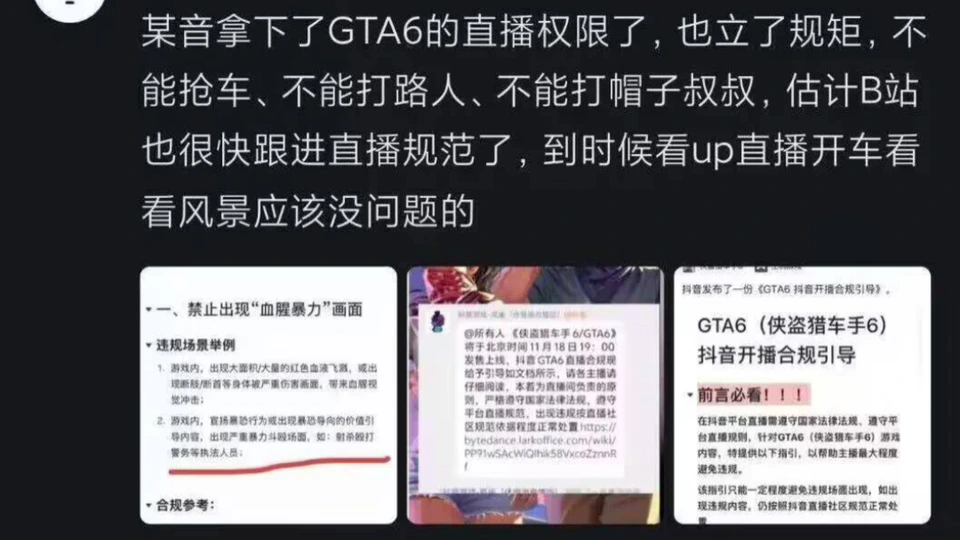 某音拿下了GTA6的直播权限了，也立了规矩，不
能抢车、不能打路人、不能打帽子叔叔，估计B站
也很快跟进直播规范了，到时候看up直播开车看
看风景应该没问题的
一、禁止出现“血腥暴力”画面
违规场景举例
1. 游戏内，出现大面积/大量的红色血液飞溅，或出
现断肢/断首等身体被严重伤害画面，带来血腥视
觉冲击；
2. 游戏内，宣扬暴恐行为或出现暴恐导向的价值引
导内容，出现严重暴力斗殴场面，如：射杀殴打
警务等执法人员；
合规参考：
@所有人 《侠盗猎车手6/GTA6》
将于北京时间11月18日19：00
发售上线，抖音GTA6直播合规现
给予引导如文档所示，请各主播请
仔细阅读，本着为直播间负责的原
则，严格遵守国家法律法规，遵守
平台直播规范，出现违规按直播社
区规范依据程度正常处置 https://
bytedance.larkoffice.com/wiki/
PP91wSAcWiQIhik58VxcoZznnR
f
抖音发布了一份《GTA6 抖音开播合规引导》。
GTA6（侠盗猎车手6）
抖音开播合规引导
前言必看！！！
在抖音平台直播需遵守国家法律法规、遵守平
台直播规则，针对GTA6（侠盗猎车手6）游戏
内容，特提供以下指引，以帮助主播最大程度
避免违规。
该指引只能一定程度避免违规场面出现，如出
现违规内容，仍按照抖音直播社区规范正常处
置